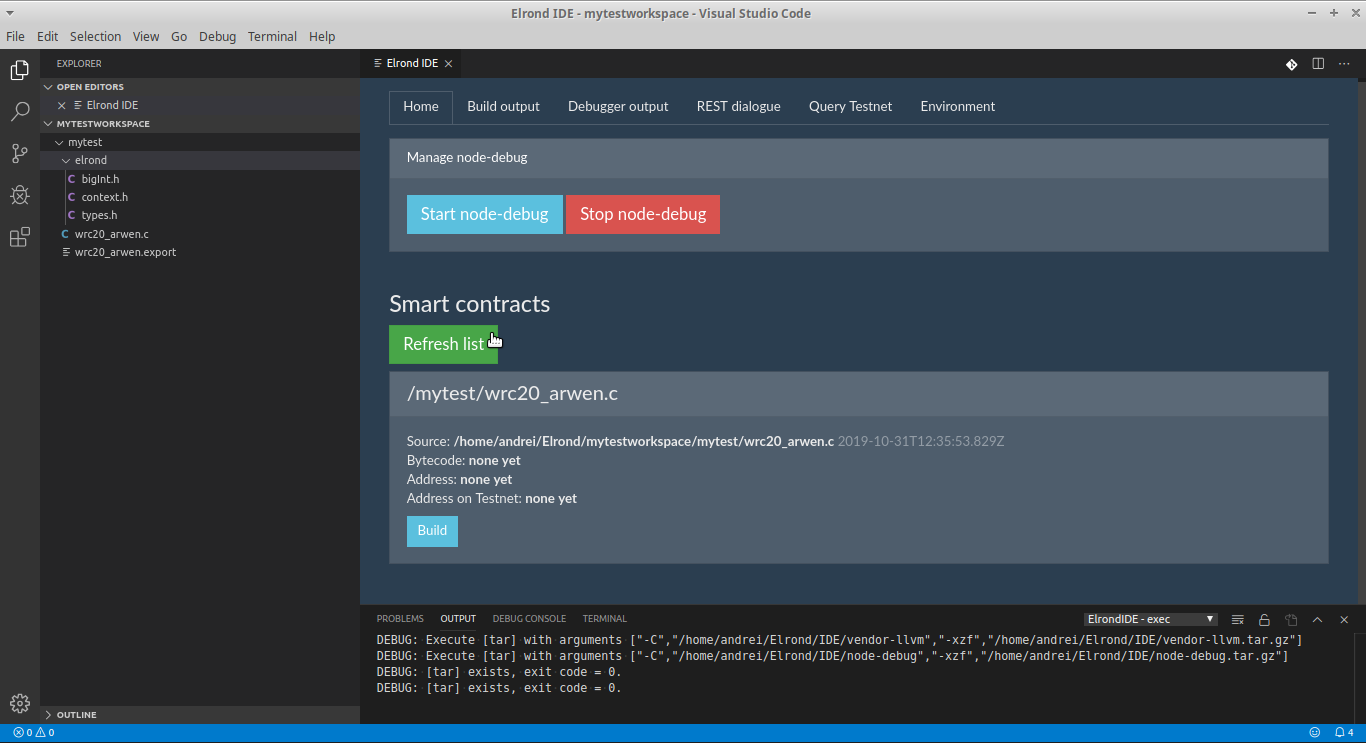 Elrond IDE - mytestworkspace - Visual Studio Code
File Edit Selection View Go Debug Terminal Help
EXPLORER
OPEN EDITORS
Elrond IDE
MYTESTWORKSPACE
mytest
elrond
C bigInt.h
C context.h
C types.h
C wrc20_arwen.c
wrc20_arwen.export
OUTLINE
Elrond IDE
Home Build output Debugger output REST dialogue Query Testnet Environment
Manage node-debug
Start node-debug Stop node-debug
Smart contracts
Refresh list
/mytest/wrc20_arwen.c
Source: /home/andrei/Elrond/mytestworkspace/mytest/wrc20_arwen.c 2019-10-31T12:35:53.829Z
Bytecode: none yet
Address: none yet
Address on Testnet: none yet
Build
PROBLEMS OUTPUT DEBUG CONSOLE TERMINAL ElrondIDE - exec
DEBUG: Execute [tar] with arguments ["-C","/home/andrei/Elrond/IDE/vendor-llvm","-xzf","/home/andrei/Elrond/IDE/vendor-llvm.tar.gz"]
DEBUG: Execute [tar] with arguments ["-C","/home/andrei/Elrond/IDE/node-debug","-xzf","/home/andrei/Elrond/IDE/node-debug.tar.gz"]
DEBUG: [tar] exists, exit code = 0.
DEBUG: [tar] exists, exit code = 0.
0 0 4